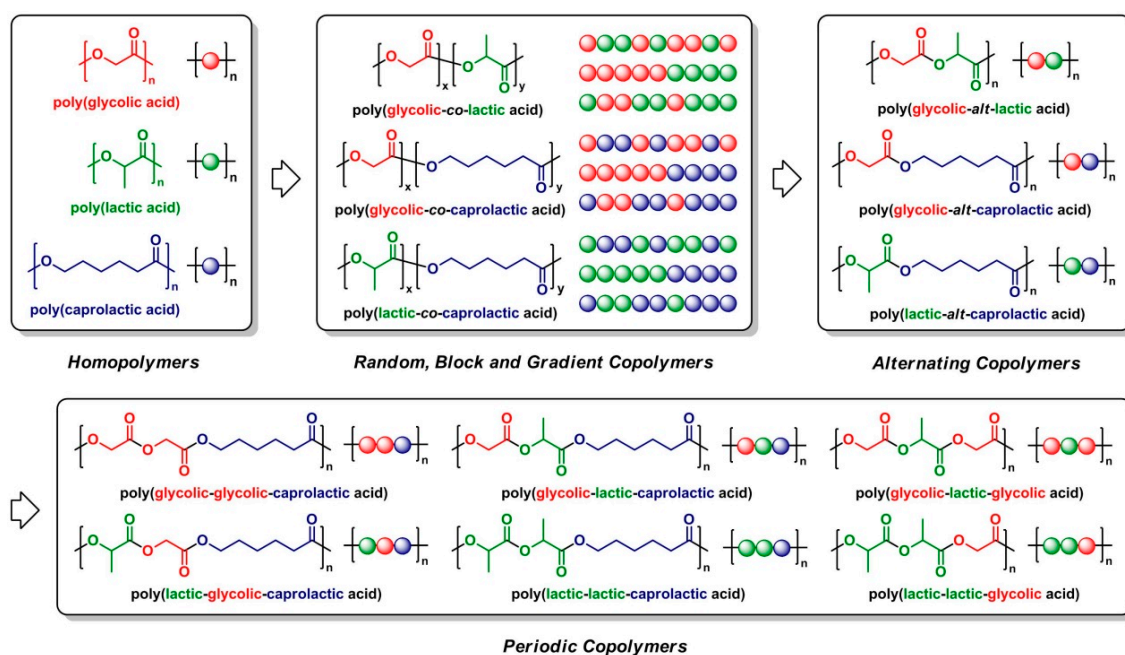 poly(glycolic acid)
poly(lactic acid)
poly(caprolactic acid)
Homopolymers
poly(glycolic-co-lactic acid)
poly(glycolic-co-caprolactic acid)
poly(lactic-co-caprolactic acid)
Random, Block and Gradient Copolymers
poly(glycolic-alt-lactic acid)
poly(glycolic-alt-caprolactic acid)
poly(lactic-alt-caprolactic acid)
Alternating Copolymers
poly(glycolic-glycolic-caprolactic acid)
poly(glycolic-lactic-caprolactic acid)
poly(glycolic-lactic-glycolic acid)
poly(lactic-glycolic-caprolactic acid)
poly(lactic-lactic-caprolactic acid)
poly(lactic-lactic-glycolic acid)
Periodic Copolymers